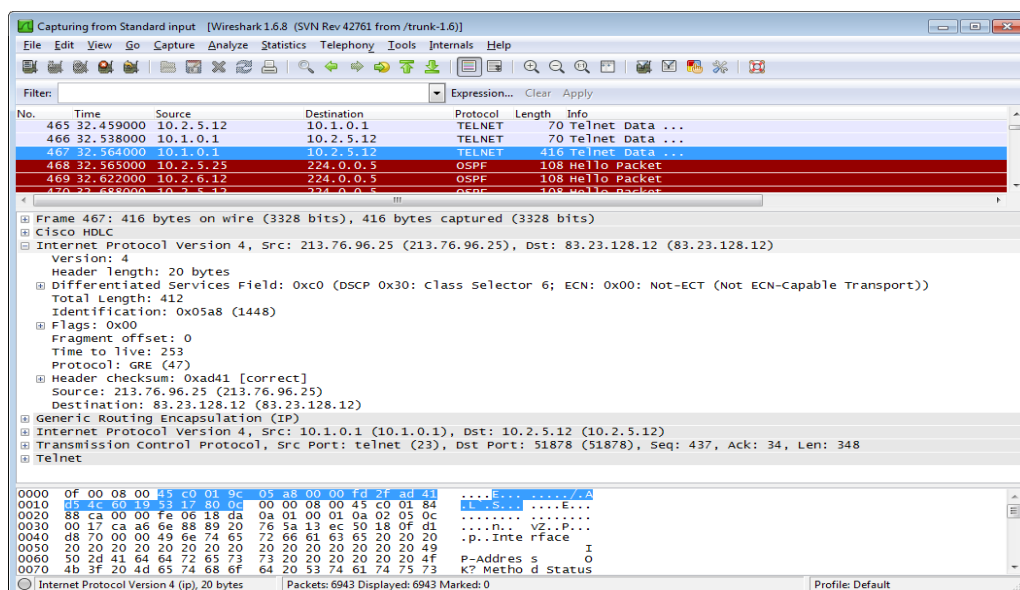 Capturing from Standard input   [Wireshark 1.6.8  (SVN Rev 42761 from /trunk-1.6)]
File  Edit  View  Go  Capture  Analyze  Statistics  Telephony  Tools  Internals  Help
Filter:  Expression...  Clear  Apply
No.  Time  Source  Destination  Protocol  Length  Info
465 32.459000 10.2.5.12 10.1.0.1 TELNET 70 Telnet Data ...
466 32.538000 10.1.0.1 10.2.5.12 TELNET 70 Telnet Data ...
467 32.564000 10.1.0.1 10.2.5.12 TELNET 416 Telnet Data ...
468 32.565000 10.2.5.25 224.0.0.5 OSPF 108 Hello Packet
469 32.622000 10.2.6.12 224.0.0.5 OSPF 108 Hello Packet
470 32.688000 10.2.5.12 224.0.0.5 OSPF 108 Hello Packet
Frame 467: 416 bytes on wire (3328 bits), 416 bytes captured (3328 bits)
Cisco HDLC
Internet Protocol Version 4, Src: 213.76.96.25 (213.76.96.25), Dst: 83.23.128.12 (83.23.128.12)
Version: 4
Header length: 20 bytes
Differentiated Services Field: 0xc0 (DSCP 0x30: Class Selector 6; ECN: 0x00: Not-ECT (Not ECN-Capable Transport))
Total Length: 412
Identification: 0x05a8 (1448)
Flags: 0x00
Fragment offset: 0
Time to live: 253
Protocol: GRE (47)
Header checksum: 0xad41 [correct]
Source: 213.76.96.25 (213.76.96.25)
Destination: 83.23.128.12 (83.23.128.12)
Generic Routing Encapsulation (IP)
Internet Protocol Version 4, Src: 10.1.0.1 (10.1.0.1), Dst: 10.2.5.12 (10.2.5.12)
Transmission Control Protocol, Src Port: telnet (23), Dst Port: 51878 (51878), Seq: 437, Ack: 34, Len: 348
Telnet
0000  0f 00 08 00 45 c0 01 9c  05 a8 00 00 fd 2f ad 41  ....E... ...../.A
0010  d5 4c 60 19 53 17 80 0c  00 00 08 00 45 c0 01 84  .L`.S... ....E...
0020  88 ca 00 00 fe 06 18 da  0a 01 00 01 0a 02 05 0c  ........ ........
0030  00 17 ca a6 6e 88 89 20  76 5a 13 ec 50 18 0f d1  ....n..  vZ..P...
0040  d8 70 00 00 49 6e 74 65  72 66 61 63 65 20 20 20  .p..Inte rface
0050  20 20 20 20 20 20 20 20  20 20 20 20 20 20 20 49  I
0060  50 2d 41 64 64 72 65 73  73 20 20 20 20 20 20 4f  P-Addres s      O
0070  4b 3f 20 4d 65 74 68 6f  64 20 53 74 61 74 75 73  K? Metho d Status
Internet Protocol Version 4 (ip), 20 bytes  Packets: 6943 Displayed: 6943 Marked: 0  Profile: Default